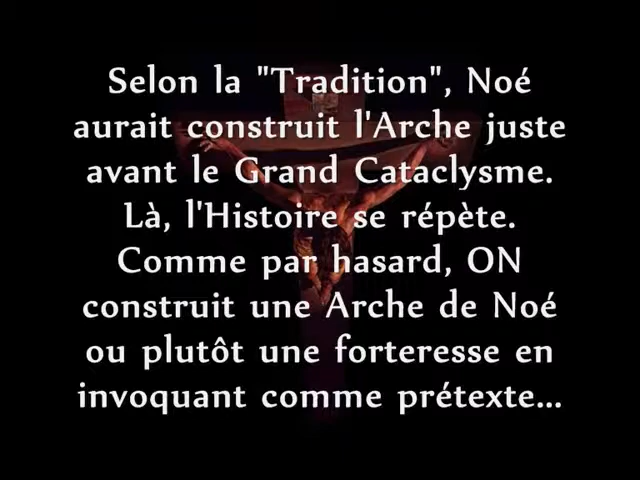 Selon la "Tradition", Noé
aurait construit l'Arche juste
avant le Grand Cataclysme.
Là, l'Histoire se répète.
Comme par hasard, ON
construit une Arche de Noé
ou plutôt une forteresse en
invoquant comme prétexte...